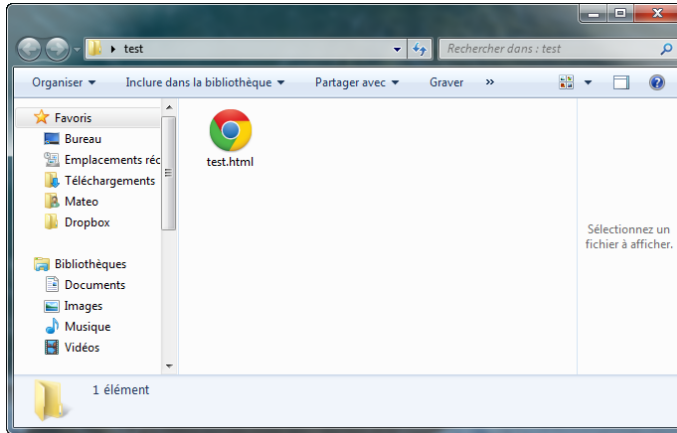 test
Rechercher dans : test
Organiser
Inclure dans la bibliothèque
Partager avec
Graver
»
Favoris
Bureau
Emplacements réc
Téléchargements
Mateo
Dropbox
Bibliothèques
Documents
Images
Musique
Vidéos
test.html
Sélectionnez un
fichier à afficher.
1 élément